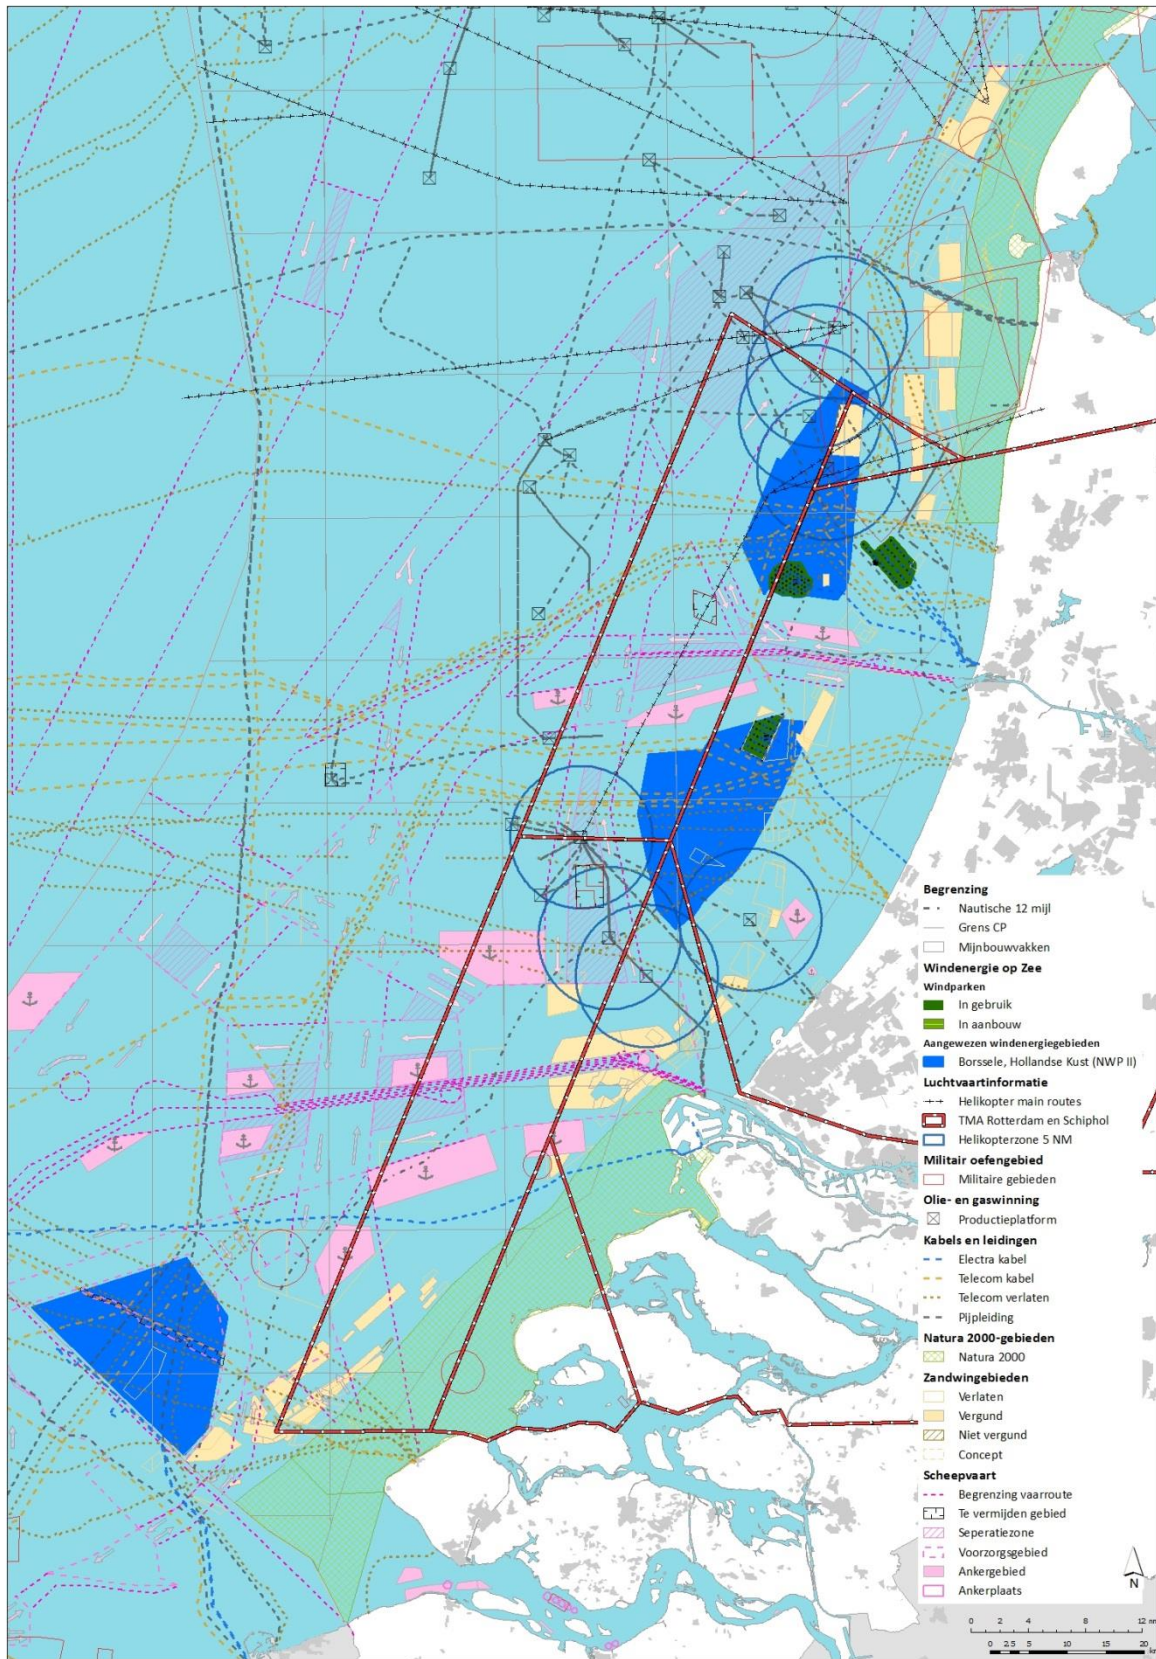 Begrenzing
Nautische 12 mijl
Grens CP
Mijnbouwvakken
Windenergie op Zee
Windparken
In gebruik
In aanbouw
Aangewezen windenergiegebieden
Borssele, Hollandse Kust (NWP II)
Luchtvaartinformatie
Helikopter main routes
TMA Rotterdam en Schiphol
Helikopterzone 5 NM
Militair oefengebied
Militaire gebieden
Olie- en gaswinning
Productieplatform
Kabels en leidingen
Electra kabel
Telecom kabel
Telecom verlaten
Pijpleiding
Natura 2000-gebieden
Natura 2000
Zandwingebieden
Verlaten
Vergund
Niet vergund
Concept
Scheepvaart
Begrenzing vaarroute
Te vermijden gebied
Seperatiezone
Voorzorgsgebied
Ankergebied
Ankerplaats
N
0 2 4 8 12 nm
0 2.5 5 10 15 20 km